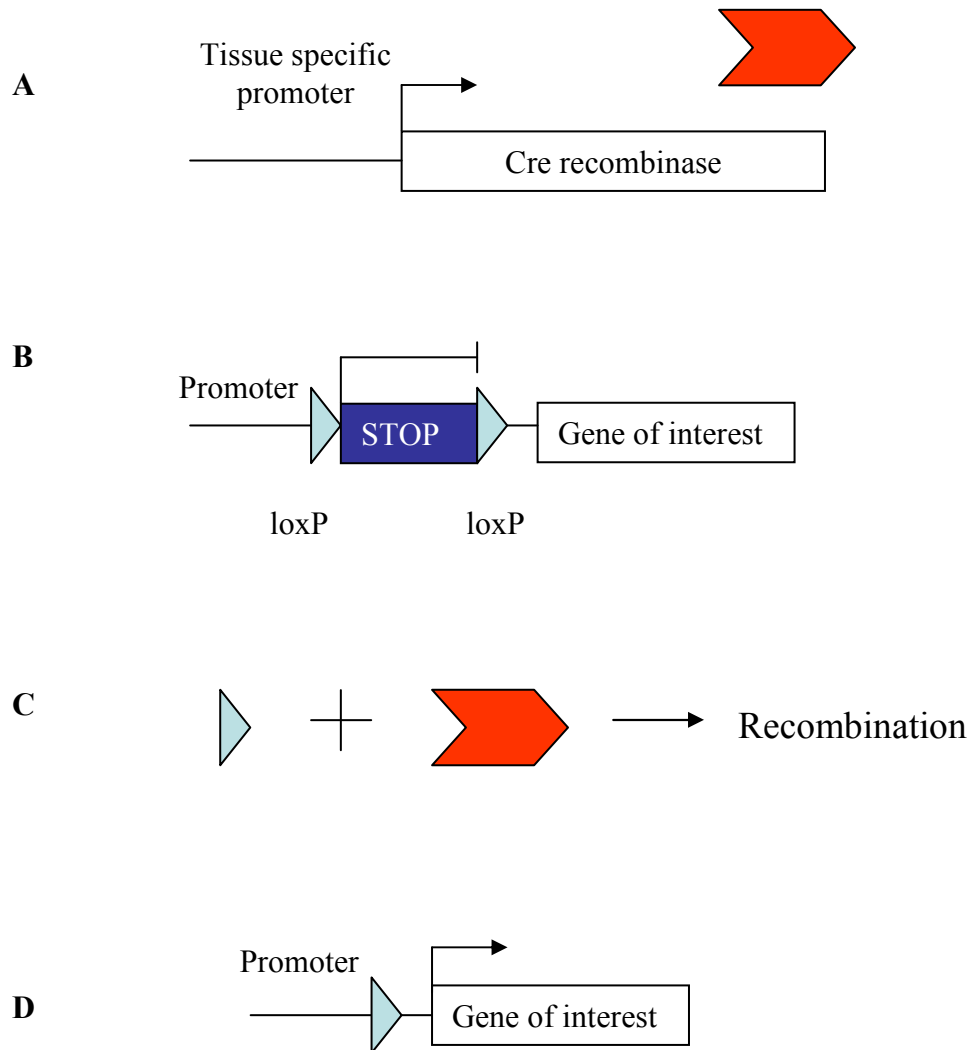 A
Tissue specific
promoter
Cre recombinase
B
Promoter
STOP
Gene of interest
loxP
loxP
C
Recombination
Promoter
D
Gene of interest